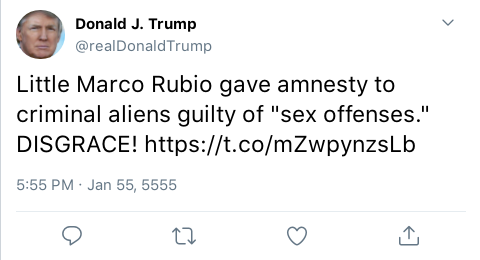 Donald J. Trump
@realDonaldTrump
Little Marco Rubio gave amnesty to
criminal aliens guilty of "sex offenses."
DISGRACE! https://t.co/mZwpynzsLb
5:55 PM · Jan 55, 5555